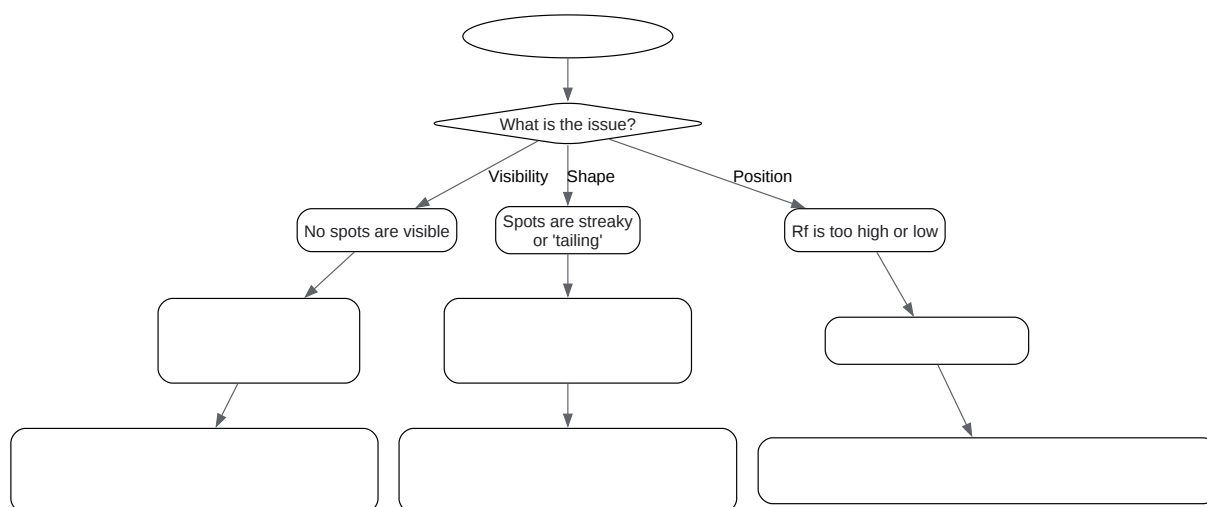 What is the issue?
Visibility
Shape
Position
No spots are visible
Spots are streaky
or 'tailing'
Rf is too high or low